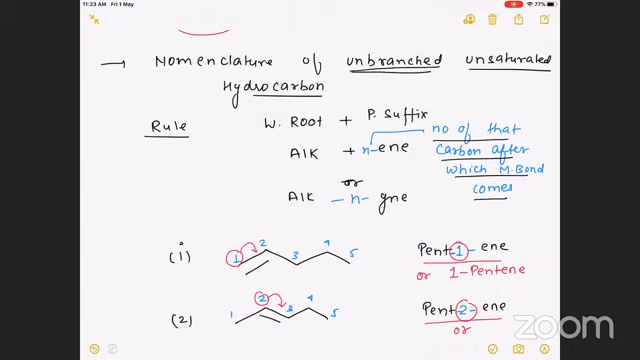 11:23 AM Fri 1 May
→ Nomenclature of unbranched unsaturated
Hydrocarbon
Rule W. Root + P. Suffix
Alk + n-ene
no of that
Carbon after
which M. Bond
comes
or
Alk -n- yne
(1) 1 2 3 4 5 Pent-1-ene
or 1-Pentene
(2) 1 2 3 4 5 Pent-2-ene
or
zoom